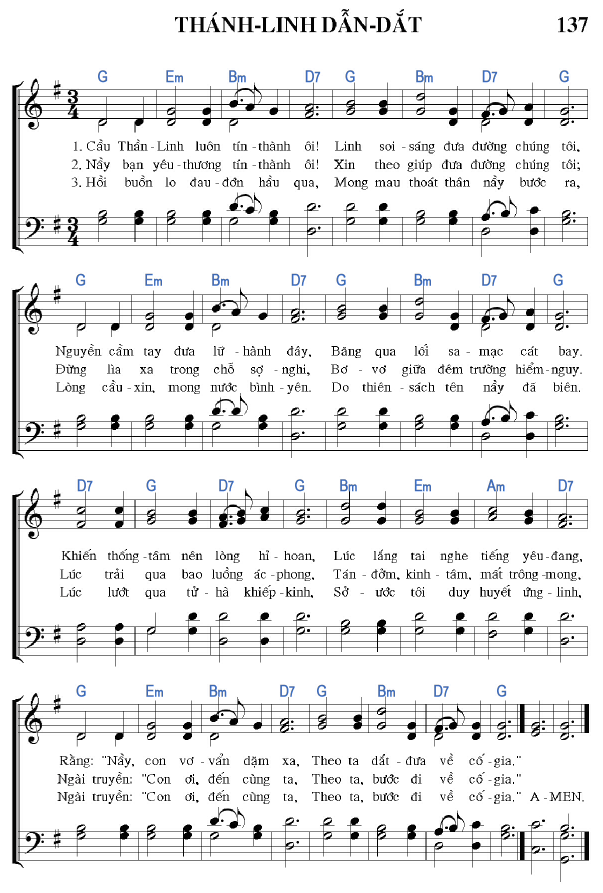 THÁNH-LINH DẪN-DẮT 137
G Em Bm D7 G Bm D7 G
1. Cầu Thần-Linh luôn tín-thành ôi! Linh soi-sáng đưa đường chúng tôi,
2. Nầy bạn yêu-thương tín-thành ôi! Xin theo giúp đưa đường chúng tôi;
3. Hồi buồn lo đau-đớn hầu qua, Mong mau thoát thân nầy bước ra,
G Em Bm D7 G Bm D7 G
Nguyền cầm tay đưa lữ-hành đây, Băng qua lối sa-mạc cát bay.
Đừng lìa xa trong chỗ sợ-nghi, Bơ-vơ giữa đêm trường hiểm-nguy.
Lòng cầu-xin, mong nước bình-yên. Do thiên-sách tên nầy đã biên.
D7 G D7 G Bm Em Am D7
Khiến thống-tâm nên lòng hỉ-hoan, Lúc lắng tai nghe tiếng yêu-đang,
Lúc trải qua bao luồng ác-phong, Tán-đởm, kinh-tâm, mất trông-mong,
Lúc lướt qua tử-hà khiếp-kinh, Sở-ước tôi duy huyết ứng-linh,
G Em Bm D7 G Bm D7 G
Rằng: "Nầy, con vơ-vẩn dặm xa, Theo ta dắt-đưa về cố-gia."
Ngài truyền: "Con ơi, đến cùng ta, Theo ta, bước đi về cố-gia."
Ngài truyền: "Con ơi, đến cùng ta, Theo ta, bước đi về cố-gia." A-MEN.